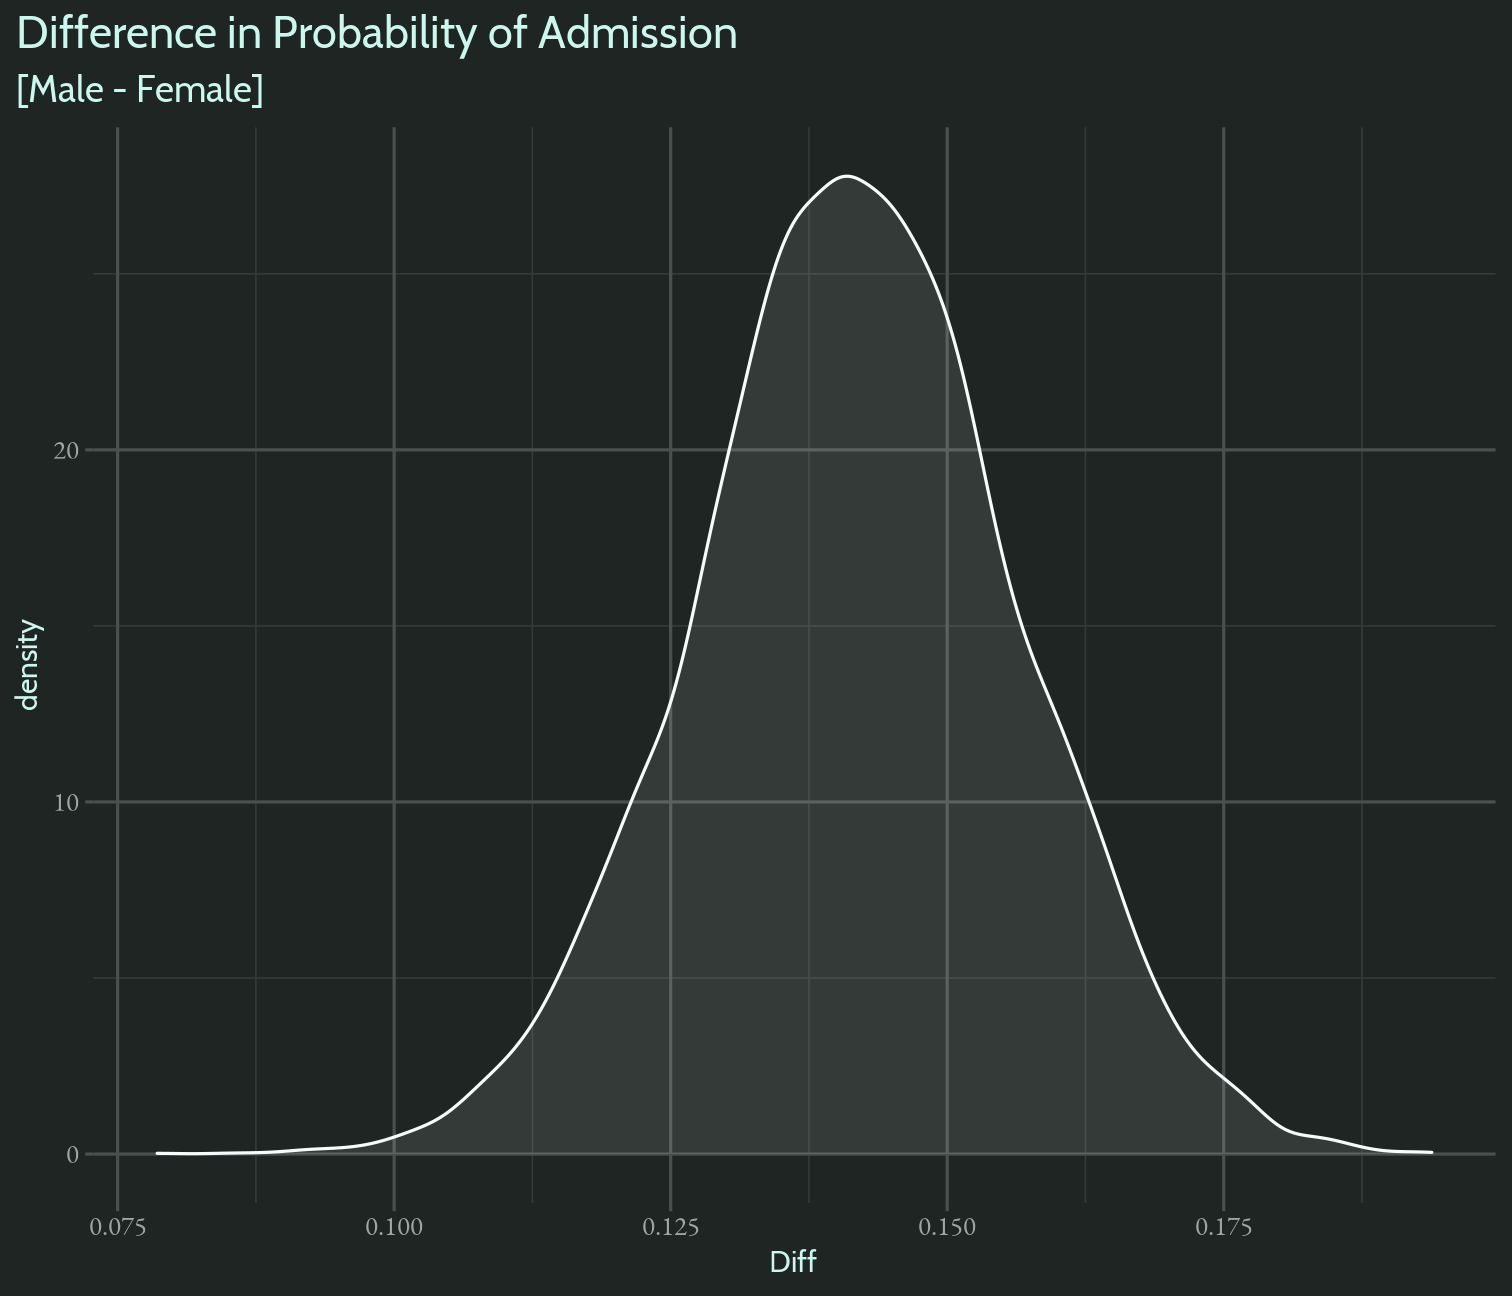 Difference in Probability of Admission
[Male - Female]
density
20
10
0
0.075
0.100
0.125
0.150
0.175
Diff